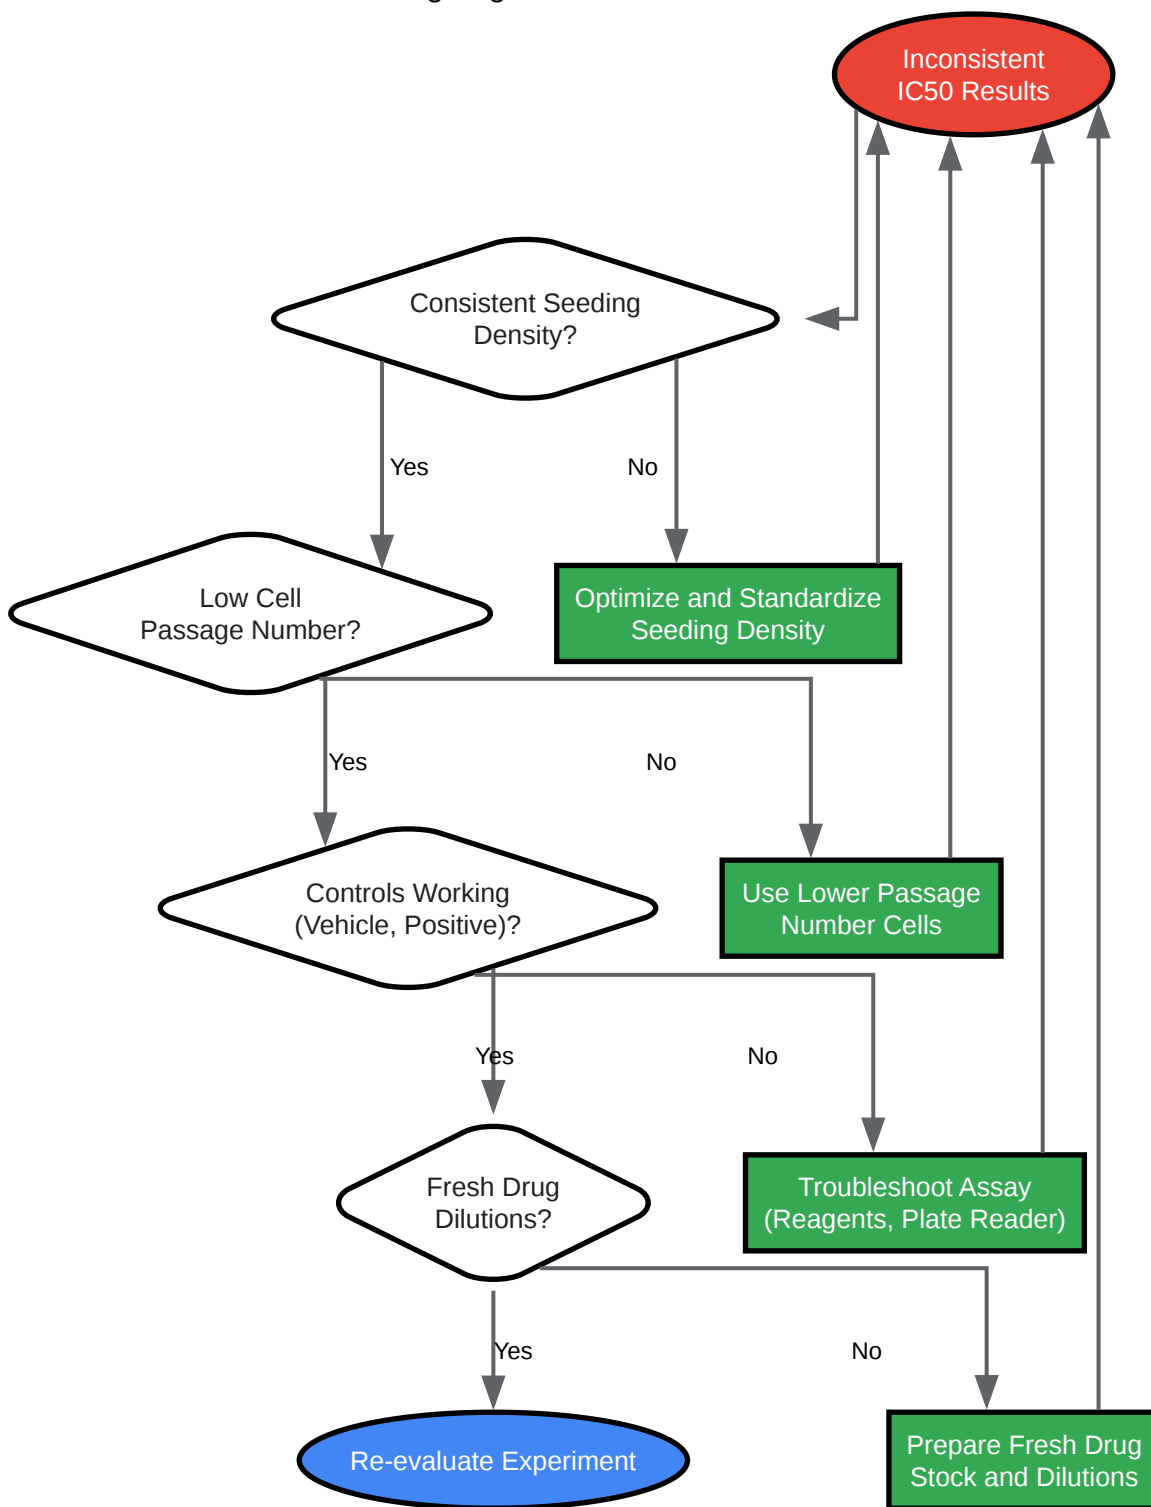 Inconsistent
IC50 Results
Consistent Seeding
Density?
Yes
No
Low Cell
Passage Number?
Optimize and Standardize
Seeding Density
Yes
No
Controls Working
(Vehicle, Positive)?
Use Lower Passage
Number Cells
Yes
No
Fresh Drug
Dilutions?
Troubleshoot Assay
(Reagents, Plate Reader)
Yes
No
Re-evaluate Experiment
Prepare Fresh Drug
Stock and Dilutions